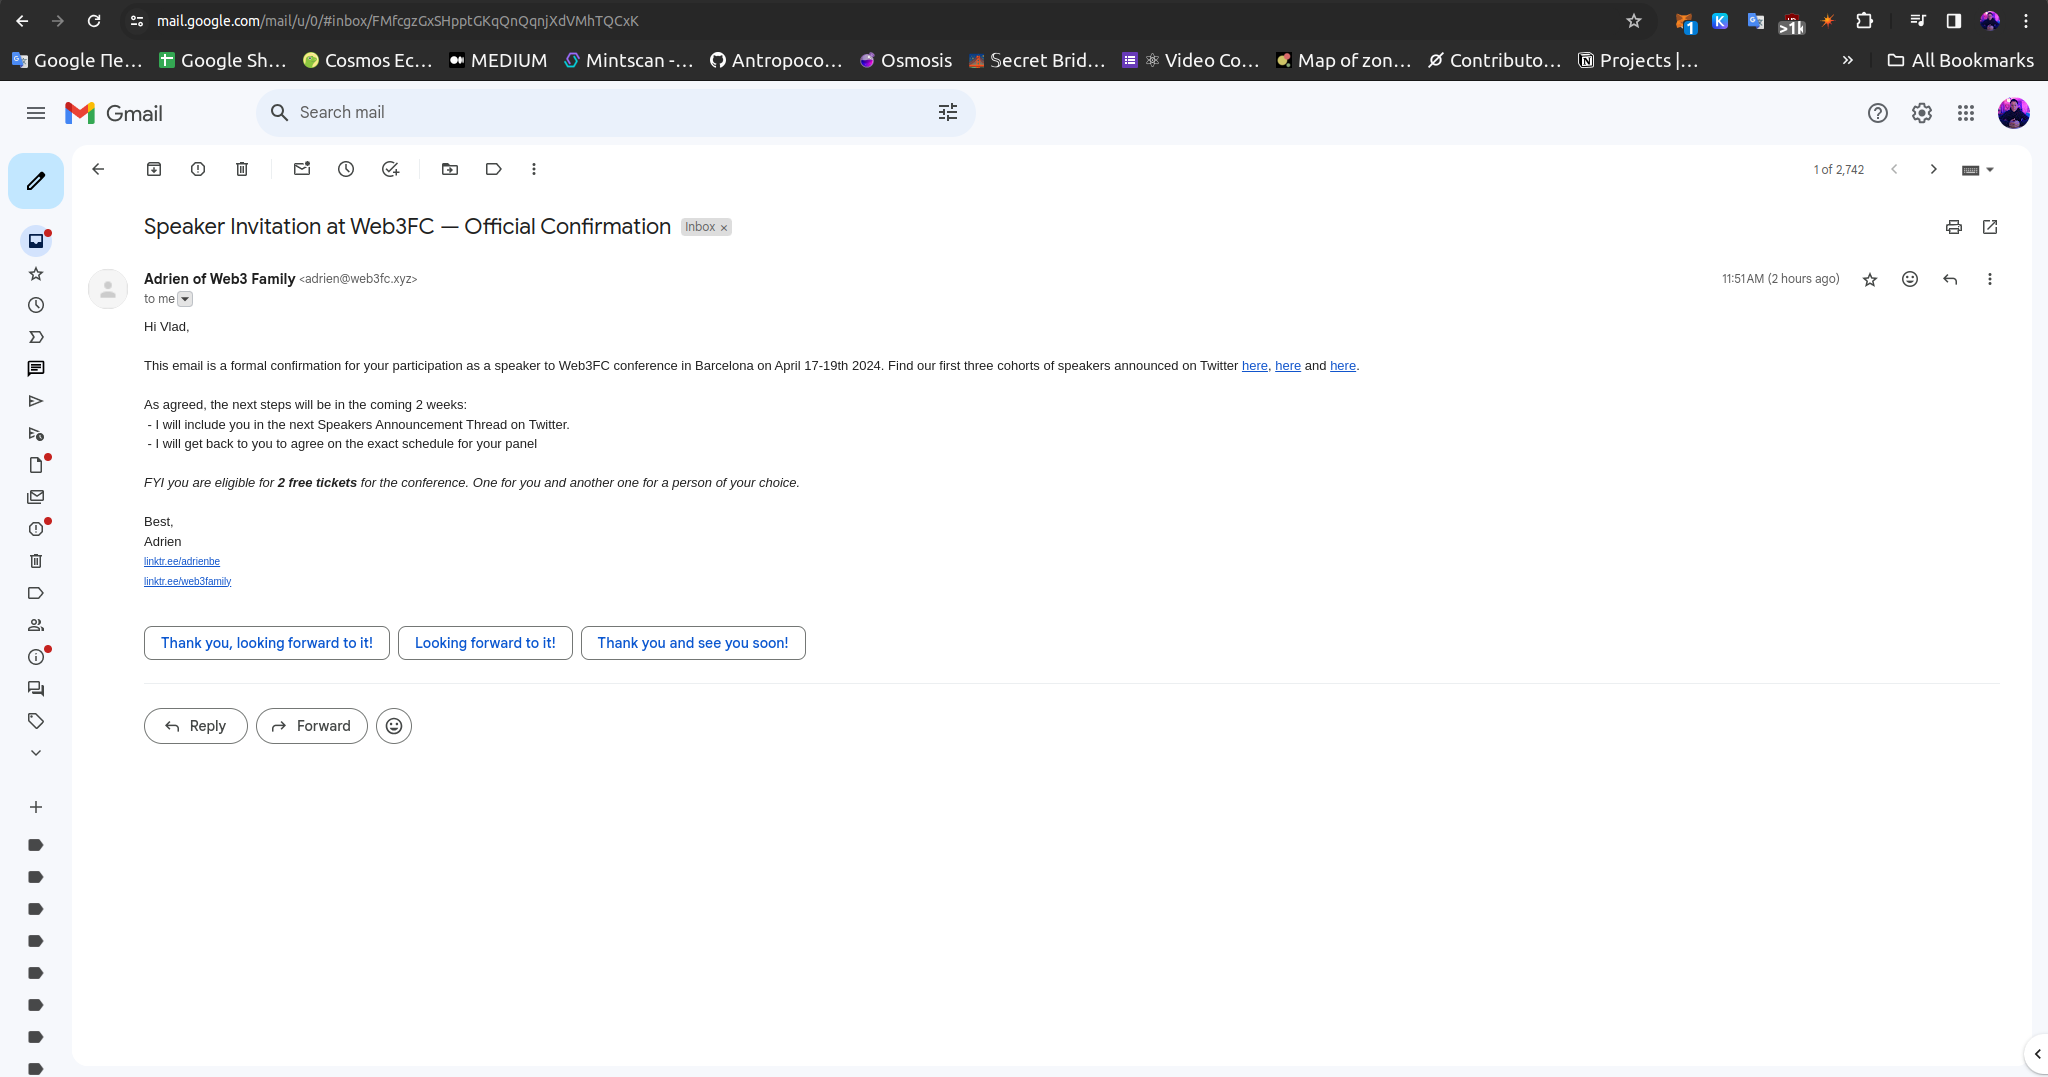 mail.google.com/mail/u/0/#inbox/FMfcgzGxSHpptGKqQnQqnjXdVMhTQCxK
1
>1k
Google Пе...
Google Sh...
Cosmos Ec...
MEDIUM
Mintscan -...
Antropoco...
Osmosis
Secret Brid...
Video Co...
Map of zon...
Contributo...
Projects |...
»
All Bookmarks
Gmail
Search mail
1 of 2,742
Speaker Invitation at Web3FC — Official Confirmation
Inbox ×
Adrien of Web3 Family <adrien@web3fc.xyz>
11:51 AM (2 hours ago)
to me
Hi Vlad,
This email is a formal confirmation for your participation as a speaker to Web3FC conference in Barcelona on April 17-19th 2024. Find our first three cohorts of speakers announced on Twitter here, here and here.
As agreed, the next steps will be in the coming 2 weeks:
- I will include you in the next Speakers Announcement Thread on Twitter.
- I will get back to you to agree on the exact schedule for your panel
FYI you are eligible for 2 free tickets for the conference. One for you and another one for a person of your choice.
Best,
Adrien
linktr.ee/adrienbe
linktr.ee/web3family
Thank you, looking forward to it!
Looking forward to it!
Thank you and see you soon!
Reply
Forward